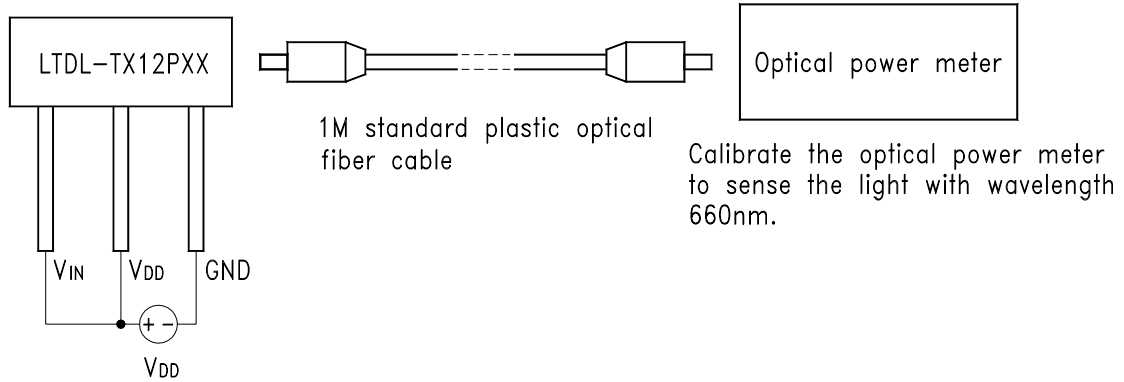 LTDL-TX12PXX
Optical power meter
1M standard plastic optical
fiber cable
Calibrate the optical power meter
to sense the light with wavelength
660nm.
VIN
VDD
GND
+ -
VDD